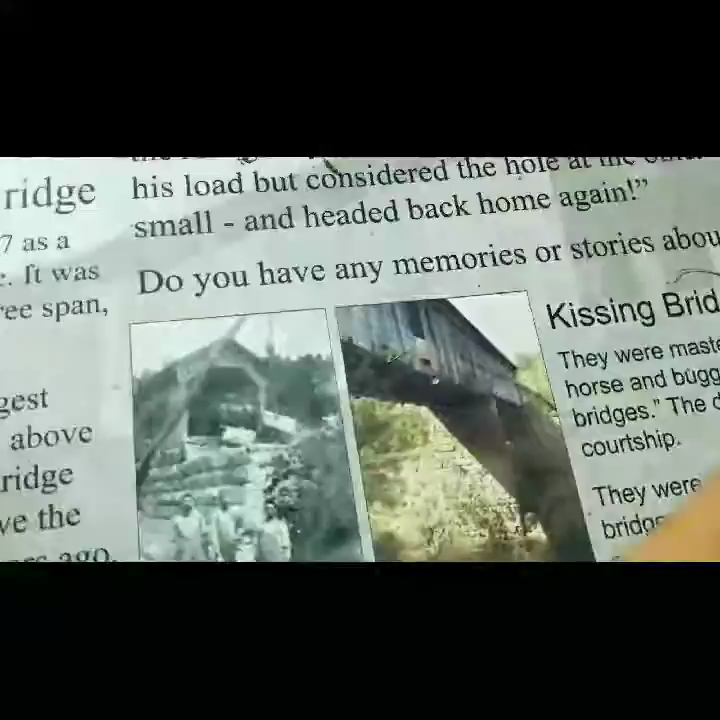 ridge
7 as a
e. It was
ree span,
gest
above
ridge
ve the
ago.
his load but considered the hole at the
small - and headed back home again!”
Do you have any memories or stories abou
Kissing Brid
They were maste
horse and bugg
bridges." The d
courtship.
They were
bridge